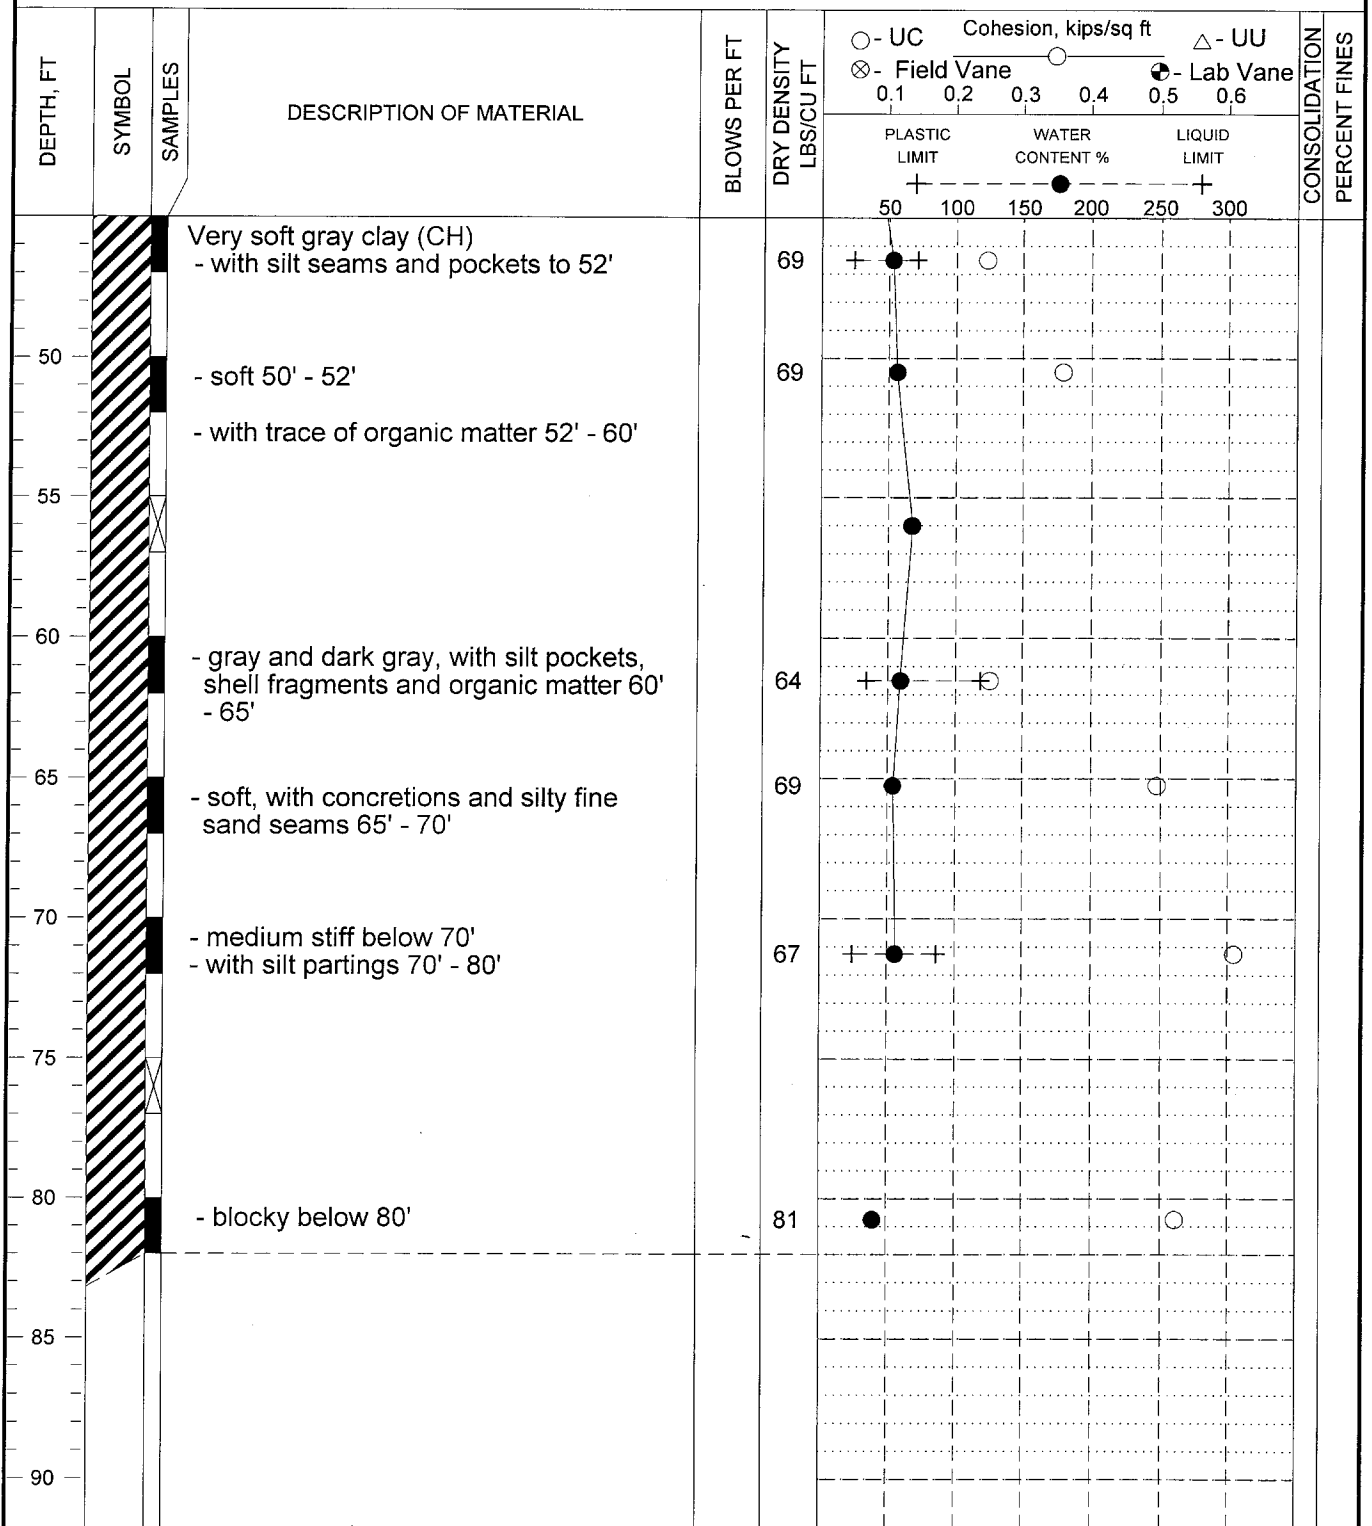 DEPTH, FT
SYMBOL
SAMPLES
DESCRIPTION OF MATERIAL
BLOWS PER FT
DRY DENSITY
LBS/CU FT
- UC Cohesion, kips/sq ft - UU
- Field Vane - Lab Vane
0.1 0.2 0.3 0.4 0.5 0.6
PLASTIC WATER LIQUID
LIMIT CONTENT % LIMIT
50 100 150 200 250 300
CONSOLIDATION
PERCENT FINES
Very soft gray clay (CH)
- with silt seams and pockets to 52' 69
50
- soft 50' - 52' 69
- with trace of organic matter 52' - 60'
55
60
- gray and dark gray, with silt pockets,
shell fragments and organic matter 60' 64
- 65'
65 69
- soft, with concretions and silty fine
sand seams 65' - 70'
70
- medium stiff below 70'
- with silt partings 70' - 80' 67
75
80
- blocky below 80' 81
85
90